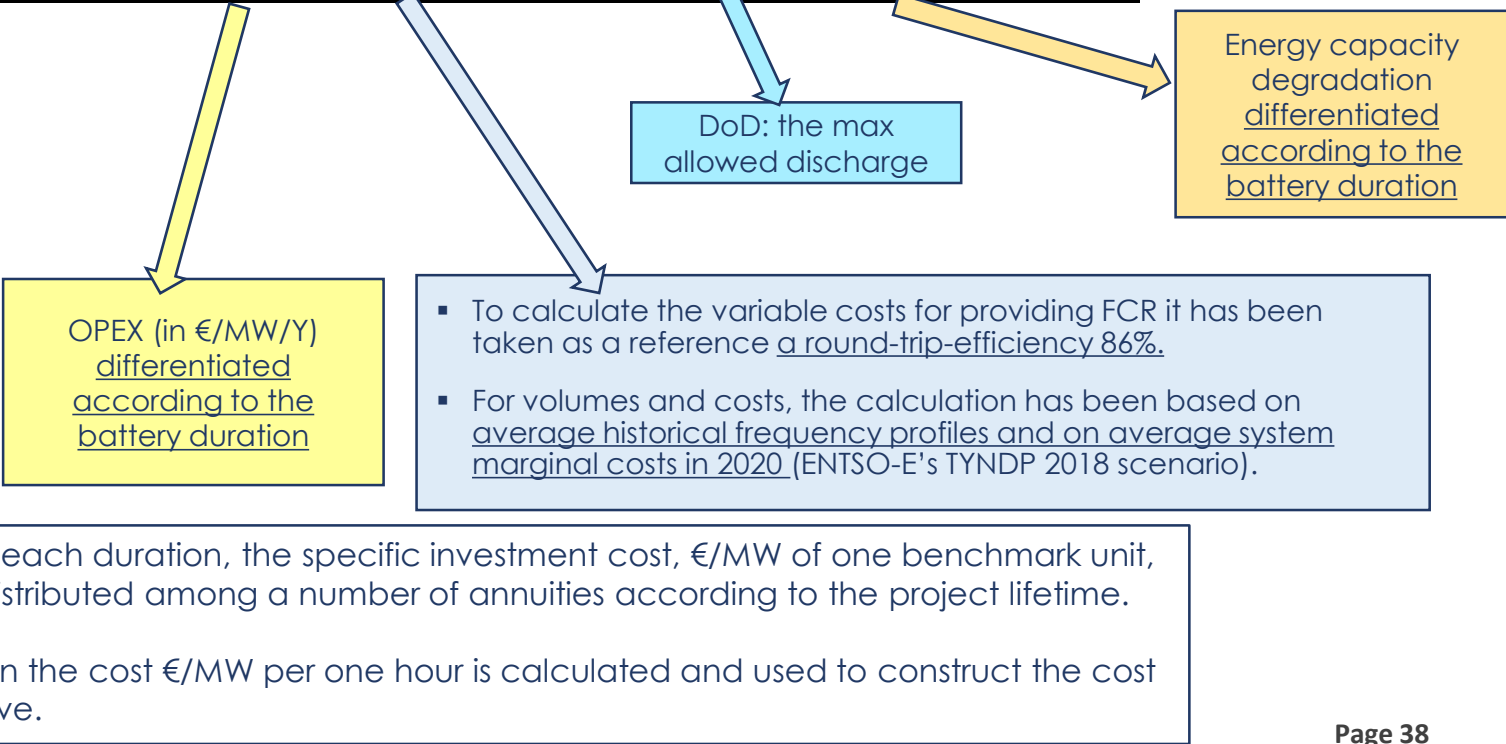 Energy capacity
degradation
differentiated
according to the
battery duration
DoD: the max
allowed discharge
OPEX (in €/MW/Y)
differentiated
according to the
battery duration
▪ To calculate the variable costs for providing FCR it has been
taken as a reference a round-trip-efficiency 86%.
▪ For volumes and costs, the calculation has been based on
average historical frequency profiles and on average system
marginal costs in 2020 (ENTSO-E’s TYNDP 2018 scenario).
each duration, the specific investment cost, €/MW of one benchmark unit,
stributed among a number of annuities according to the project lifetime.
n the cost €/MW per one hour is calculated and used to construct the cost
ve.
Page 38